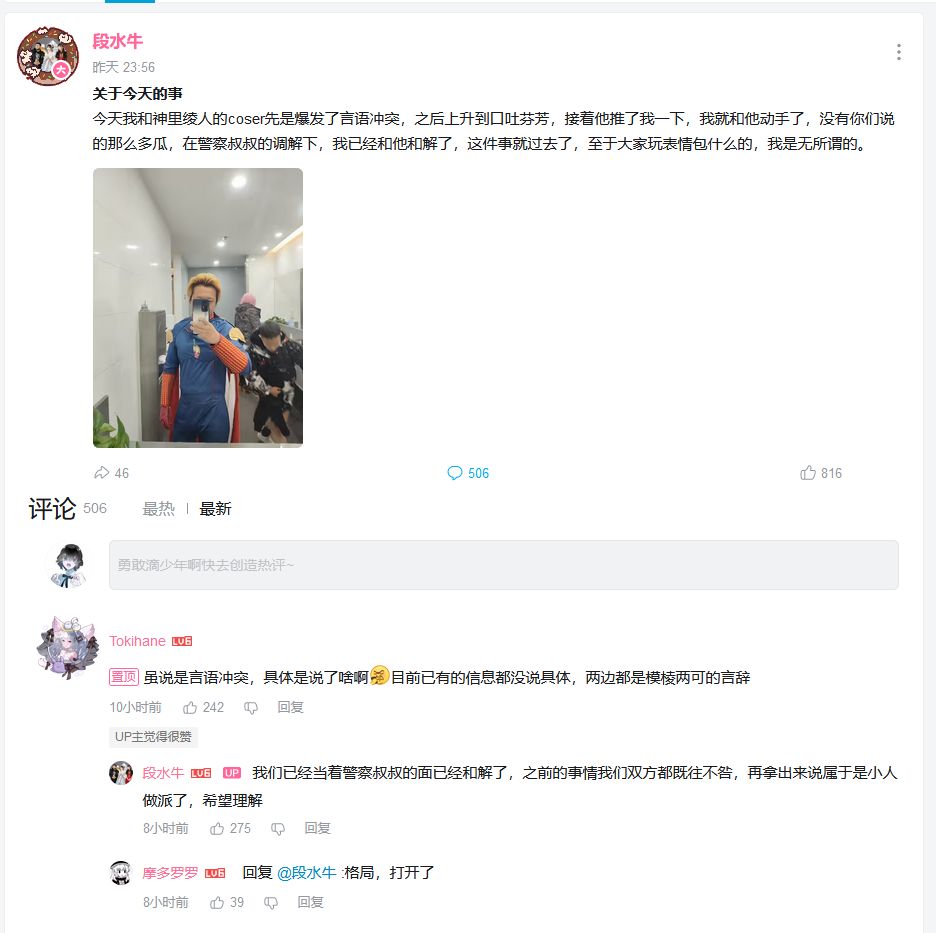 段水牛
昨天 23:56
关于今天的事
今天我和神里绫人的coser先是爆发了言语冲突，之后上升到口吐芬芳，接着他推了我一下，我就和他动手了，没有你们说
的那么多瓜，在警察叔叔的调解下，我已经和他和解了，这件事就过去了，至于大家玩表情包什么的，我是无所谓的。
46
506
816
评论 506 最热 | 最新
勇敢滴少年啊快去创造热评~
Tokihane LV6
置顶 虽说是言语冲突，具体是说了啥啊目前已有的信息都没说具体，两边都是模棱两可的言辞
10小时前 242 回复
UP主觉得很赞
段水牛 LV6 UP 我们已经当着警察叔叔的面已经和解了，之前的事情我们双方都既往不咎，再拿出来说属于是小人
做派了，希望理解
8小时前 275 回复
摩多罗罗 LV6 回复 @段水牛 :格局，打开了
8小时前 39 回复